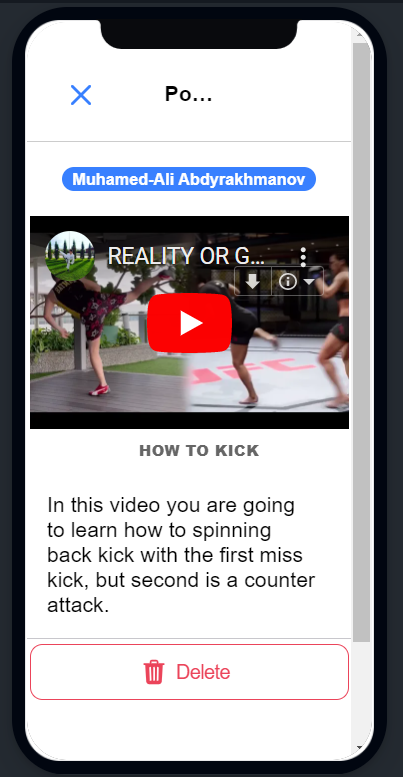 Po...
Muhamed-Ali Abdyrakhmanov
REALITY OR G...
UFC
HOW TO KICK
In this video you are going
to learn how to spinning
back kick with the first miss
kick, but second is a counter
attack.
Delete